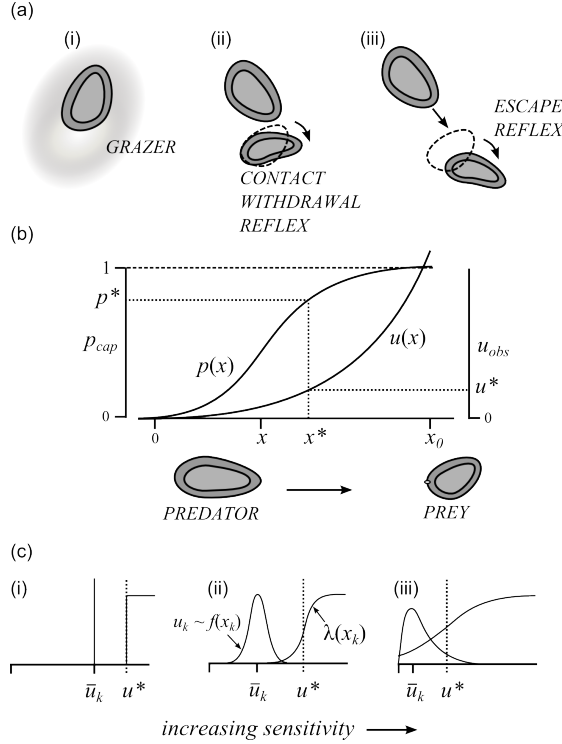 (a)
(i)
(ii)
(iii)
GRAZER
CONTACT
WITHDRAWAL
REFLEX
ESCAPE
REFLEX
(b)
1
p*
p_cap
p(x)
u(x)
u_obs
u*
0
0
0
x
x*
x_0
PREDATOR
PREY
(c)
(i)
(ii)
(iii)
u_k ~ f(x_k)
λ(x_k)
ū_k
u*
ū_k
u*
ū_k
u*
increasing sensitivity